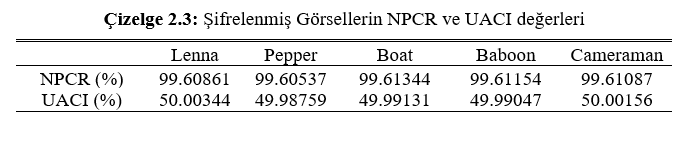 Çizelge 2.3: Şifrelenmiş Görsellerin NPCR ve UACI değerleri
Lenna Pepper Boat Baboon Cameraman
NPCR (%) 99.60861 99.60537 99.61344 99.61154 99.61087
UACI (%) 50.00344 49.98759 49.99131 49.99047 50.00156